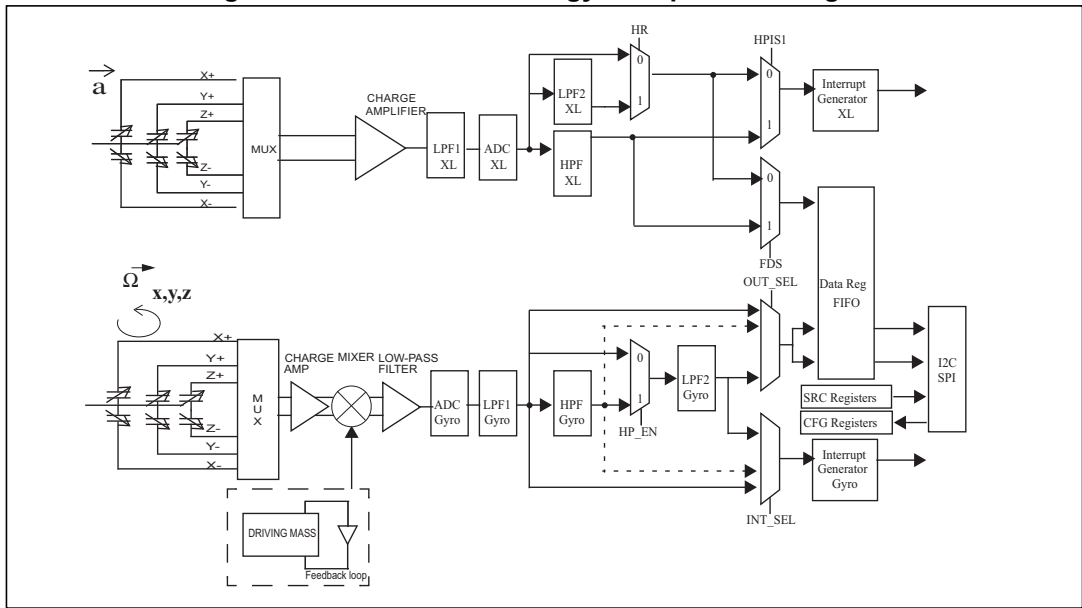 HR
HPIS1
a
X+
Y+
Z+
Z-
Y-
X-
MUX
CHARGE
AMPLIFIER
LPF1
XL
ADC
XL
LPF2
XL
HPF
XL
0
1
0
1
Interrupt
Generator
XL
0
1
FDS
OUT_SEL
Data Reg
FIFO
I2C
SPI
Ω
x,y,z
X+
Y+
Z+
Z-
Y-
X-
M
U
X
CHARGE
AMP
MIXER
LOW-PASS
FILTER
ADC
Gyro
LPF1
Gyro
HPF
Gyro
0
1
HP_EN
LPF2
Gyro
SRC Registers
CFG Registers
Interrupt
Generator
Gyro
INT_SEL
DRIVING MASS
Feedback loop